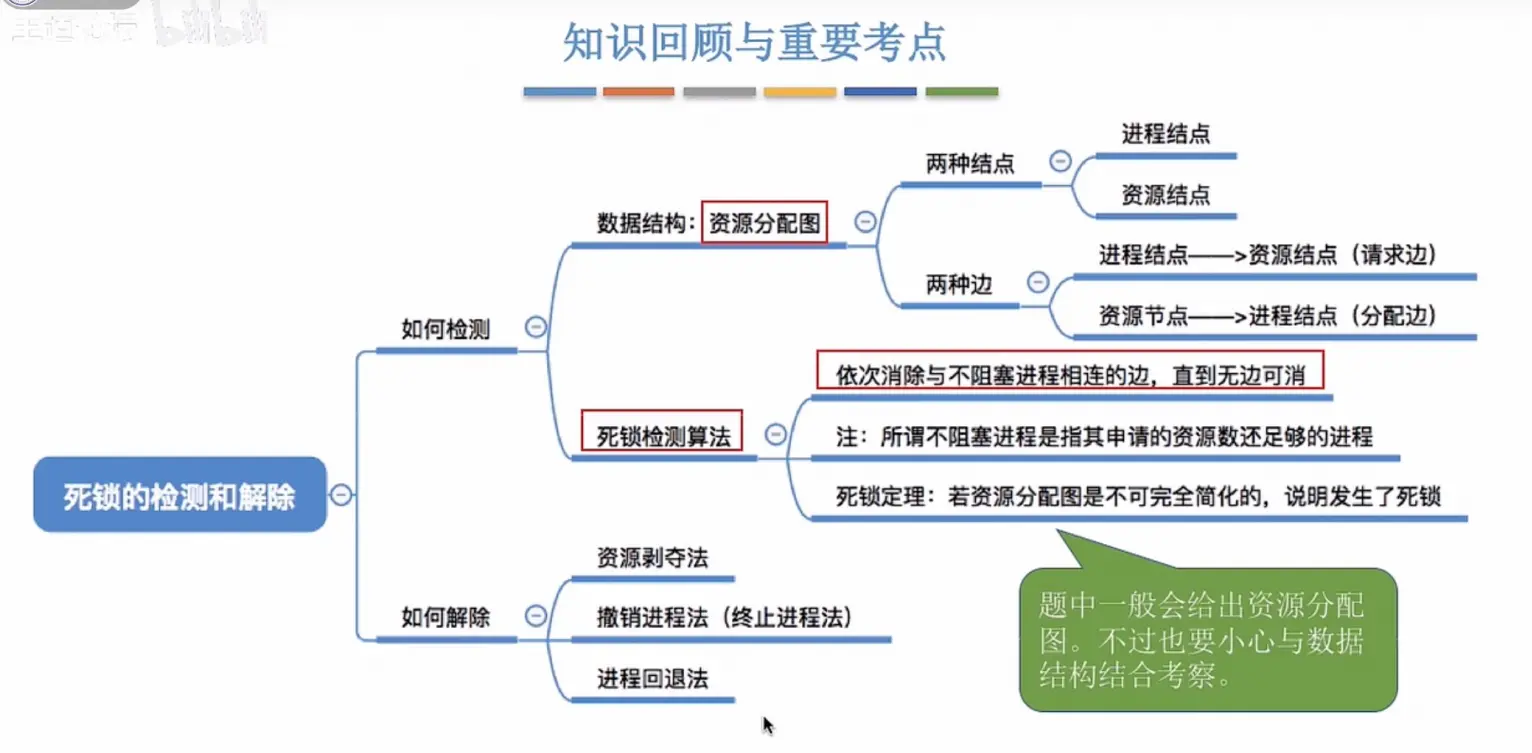 知识回顾与重要考点
进程结点
两种结点
资源结点
数据结构：资源分配图
进程结点——>资源结点（请求边）
两种边
资源节点——>进程结点（分配边）
如何检测
依次消除与不阻塞进程相连的边，直到无边可消
死锁检测算法
注：所谓不阻塞进程是指其申请的资源数还足够的进程
死锁定理：若资源分配图是不可完全简化的，说明发生了死锁
死锁的检测和解除
资源剥夺法
如何解除
撤销进程法（终止进程法）
进程回退法
题中一般会给出资源分配
图。不过也要小心与数据
结构结合考察。